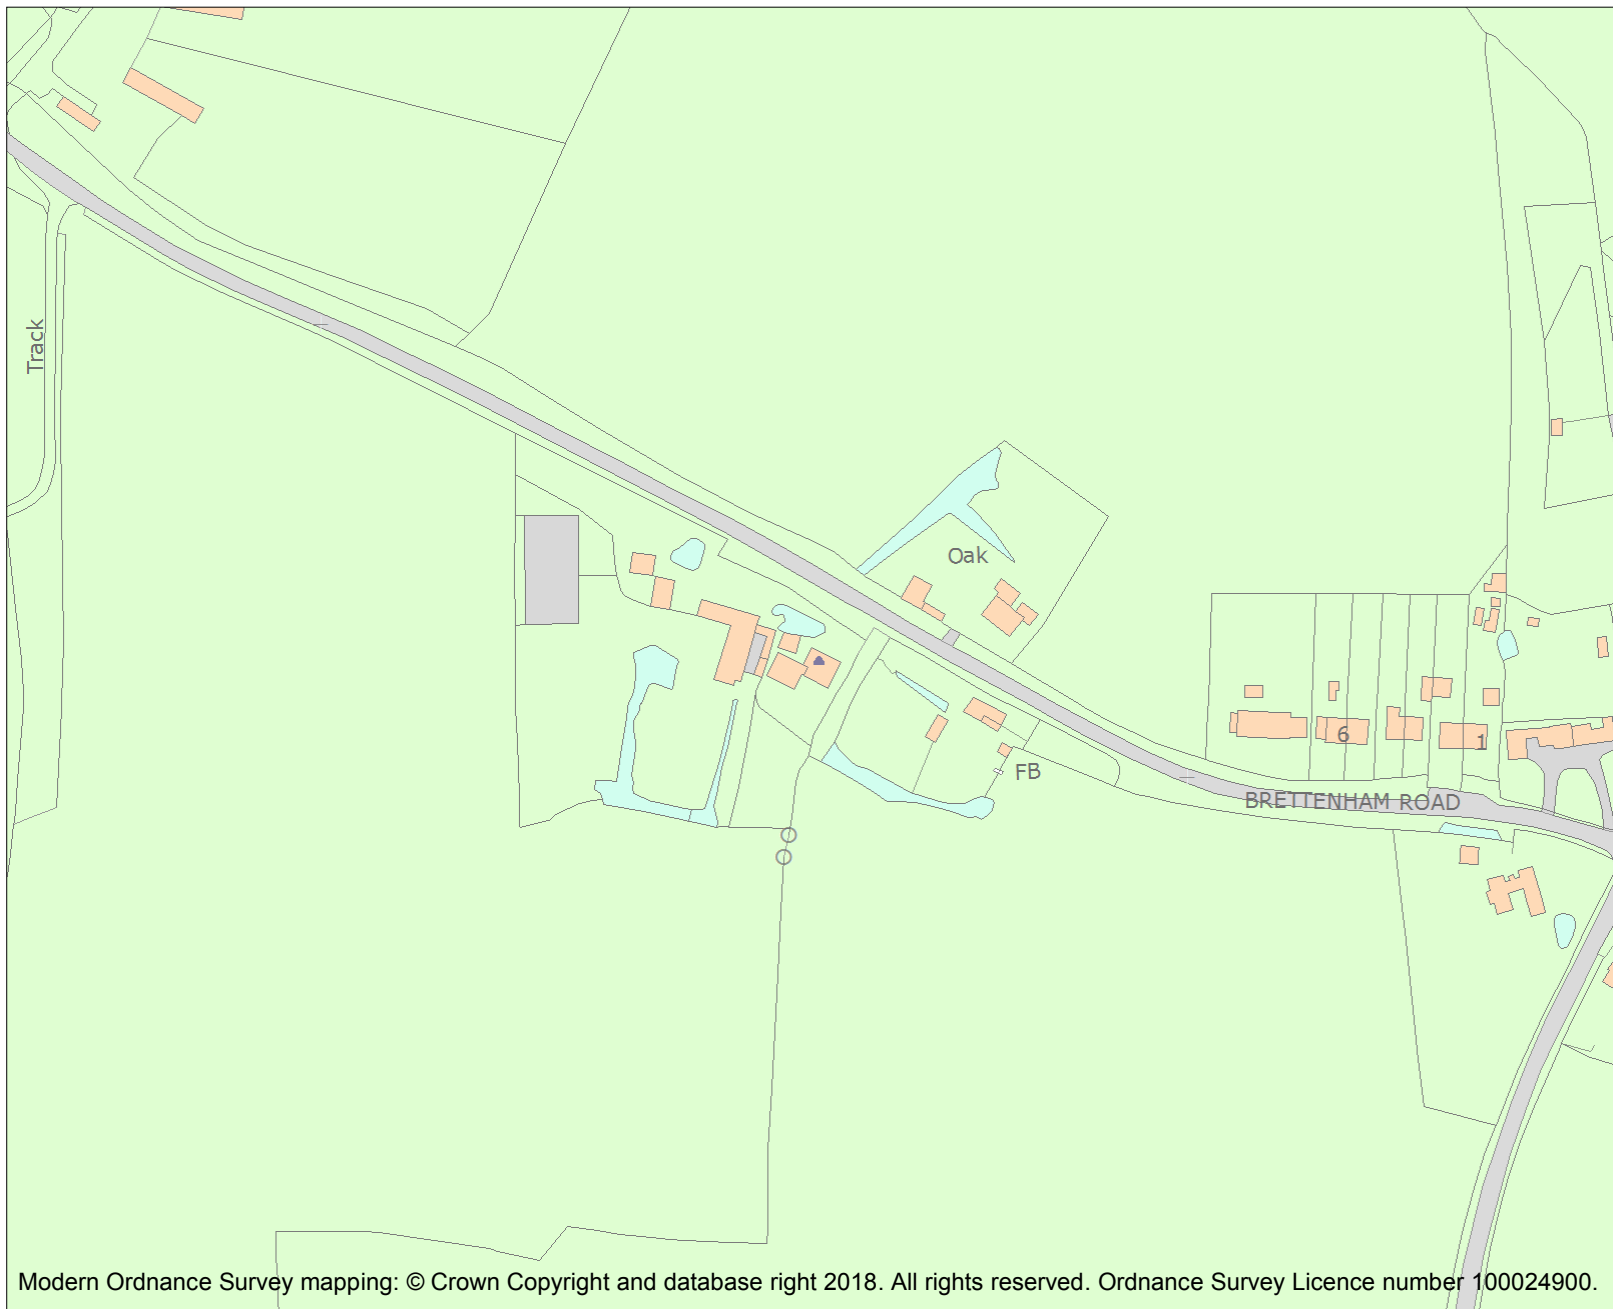 Track
Oak
FB
6
1
BRETTENHAM ROAD
Modern Ordnance Survey mapping: © Crown Copyright and database right 2018. All rights reserved. Ordnance Survey Licence number 100024900.